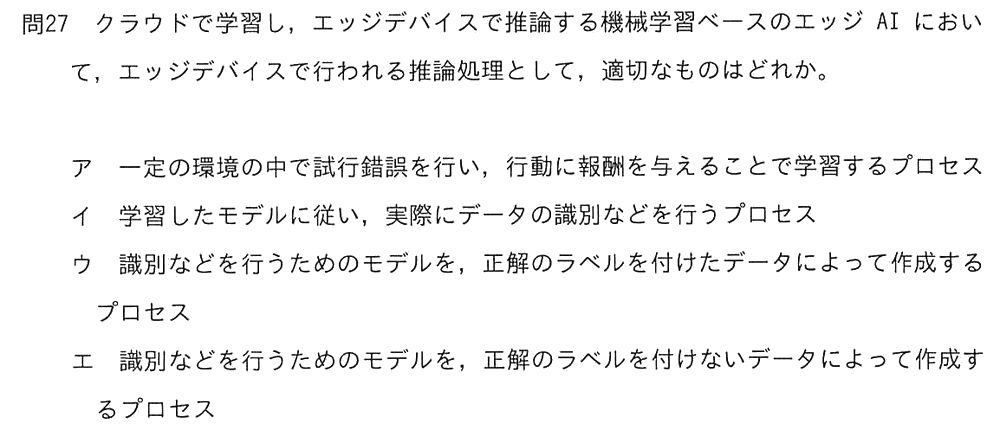 問27 クラウドで学習し，エッジデバイスで推論する機械学習ベースのエッジ AI におい
て，エッジデバイスで行われる推論処理として，適切なものはどれか。
ア 一定の環境の中で試行錯誤を行い，行動に報酬を与えることで学習するプロセス
イ 学習したモデルに従い，実際にデータの識別などを行うプロセス
ウ 識別などを行うためのモデルを，正解のラベルを付けたデータによって作成する
プロセス
エ 識別などを行うためのモデルを，正解のラベルを付けないデータによって作成す
るプロセス